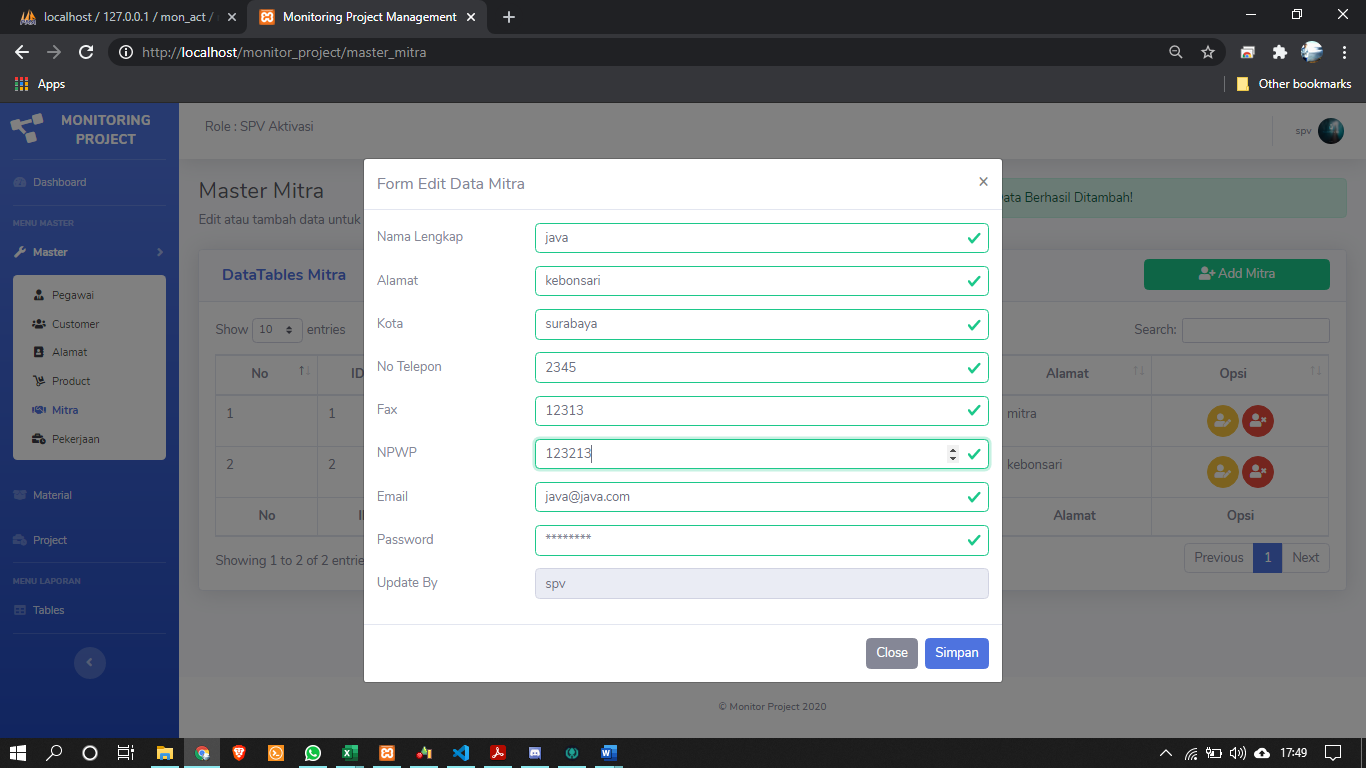 localhost / 127.0.0.1 / mon_act /
Monitoring Project Management
http://localhost/monitor_project/master_mitra
Apps
Other bookmarks
MONITORING
PROJECT
Role : SPV Aktivasi
spv
Dashboard
MENU MASTER
Master
Pegawai
Customer
Alamat
Product
Mitra
Pekerjaan
Material
Project
MENU LAPORAN
Tables
Master Mitra
Edit atau tambah data untuk
ata Berhasil Ditambah!
DataTables Mitra
Add Mitra
Show 10 entries
Search:
No ID Alamat Opsi
1 1 mitra
2 2 kebonsari
No Alamat Opsi
Showing 1 to 2 of 2 entrie
Previous 1 Next
Form Edit Data Mitra
Nama Lengkap java
Alamat kebonsari
Kota surabaya
No Telepon 2345
Fax 12313
NPWP 123213
Email java@java.com
Password ********
Update By spv
Close Simpan
© Monitor Project 2020
17:49